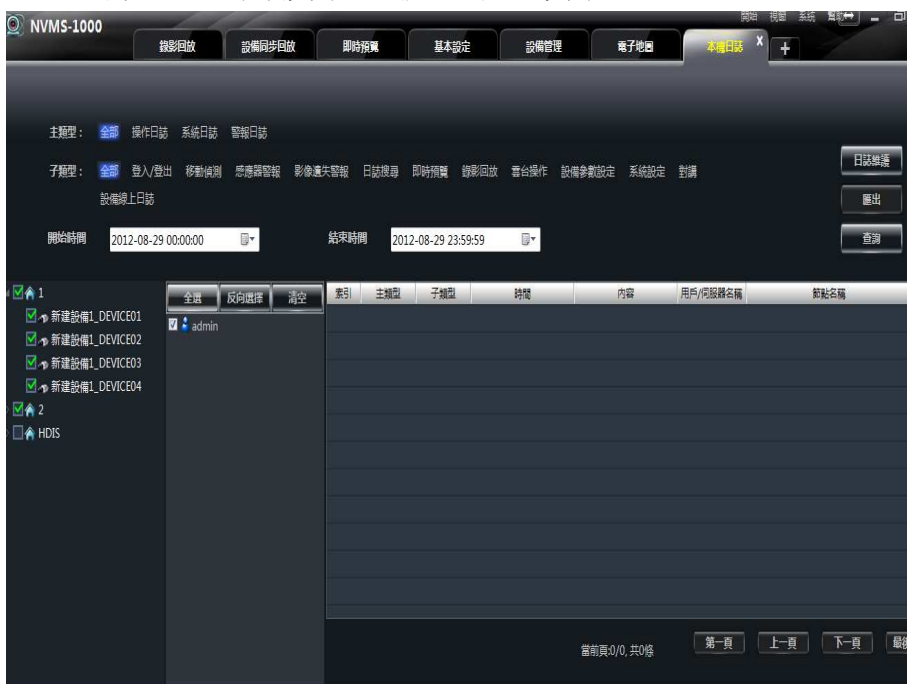 NVMS-1000
開始 視窗 系統 幫助
錄影回放 設備同步回放 即時預覽 基本設定 設備管理 電子地圖 本機日誌 X +
主類型： 全部 操作日誌 系統日誌 警報日誌
子類型： 全部 登入/登出 移動偵測 感應器警報 影像遺失警報 日誌搜尋 即時預覽 錄影回放 雲台操作 設備參數設定 系統設定 對講
設備線上日誌
日誌維護
匯出
查詢
開始時間 2012-08-29 00:00:00 結束時間 2012-08-29 23:59:59
1
新建設備1_DEVICE01
新建設備1_DEVICE02
新建設備1_DEVICE03
新建設備1_DEVICE04
2
HDIS
全選 反向選擇 清空
admin
索引 主類型 子類型 時間 內容 用戶/伺服器名稱 節點名稱
當前頁:0/0, 共0條 第一頁 上一頁 下一頁 最後